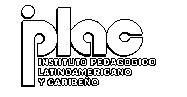 iplac
INSTITUTO PEDAGOGICO
LATINOAMERICANO
Y CARIBEÑO